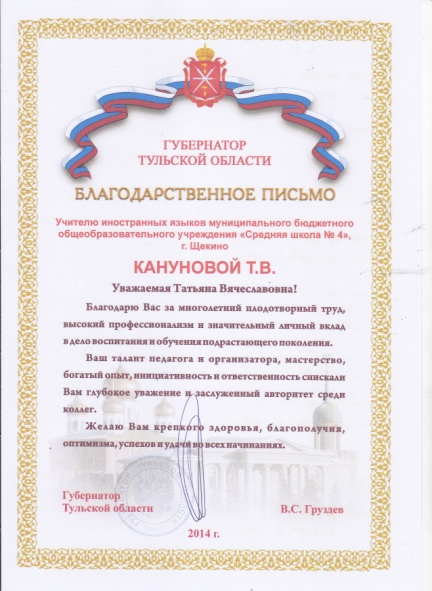 ГУБЕРНАТОР
ТУЛЬСКОЙ ОБЛАСТИ
БЛАГОДАРСТВЕННОЕ ПИСЬМО
Учителю иностранных языков муниципального бюджетного
общеобразовательного учреждения «Средняя школа № 4»,
г. Щекино
КАНУНОВОЙ Т.В.
Уважаемая Татьяна Вячеславовна!
Благодарю Вас за многолетний плодотворный труд,
высокий профессионализм и значительный личный вклад
в дело воспитания и обучения подрастающего поколения.
Ваш талант педагога и организатора, мастерство,
богатый опыт, инициативность и ответственность снискали
Вам глубокое уважение и заслуженный авторитет среди
коллег.
Желаю Вам крепкого здоровья, благополучия,
оптимизма, успехов и удачи во всех начинаниях.
Губернатор
Тульской области
В.С. Груздев
2014 г.